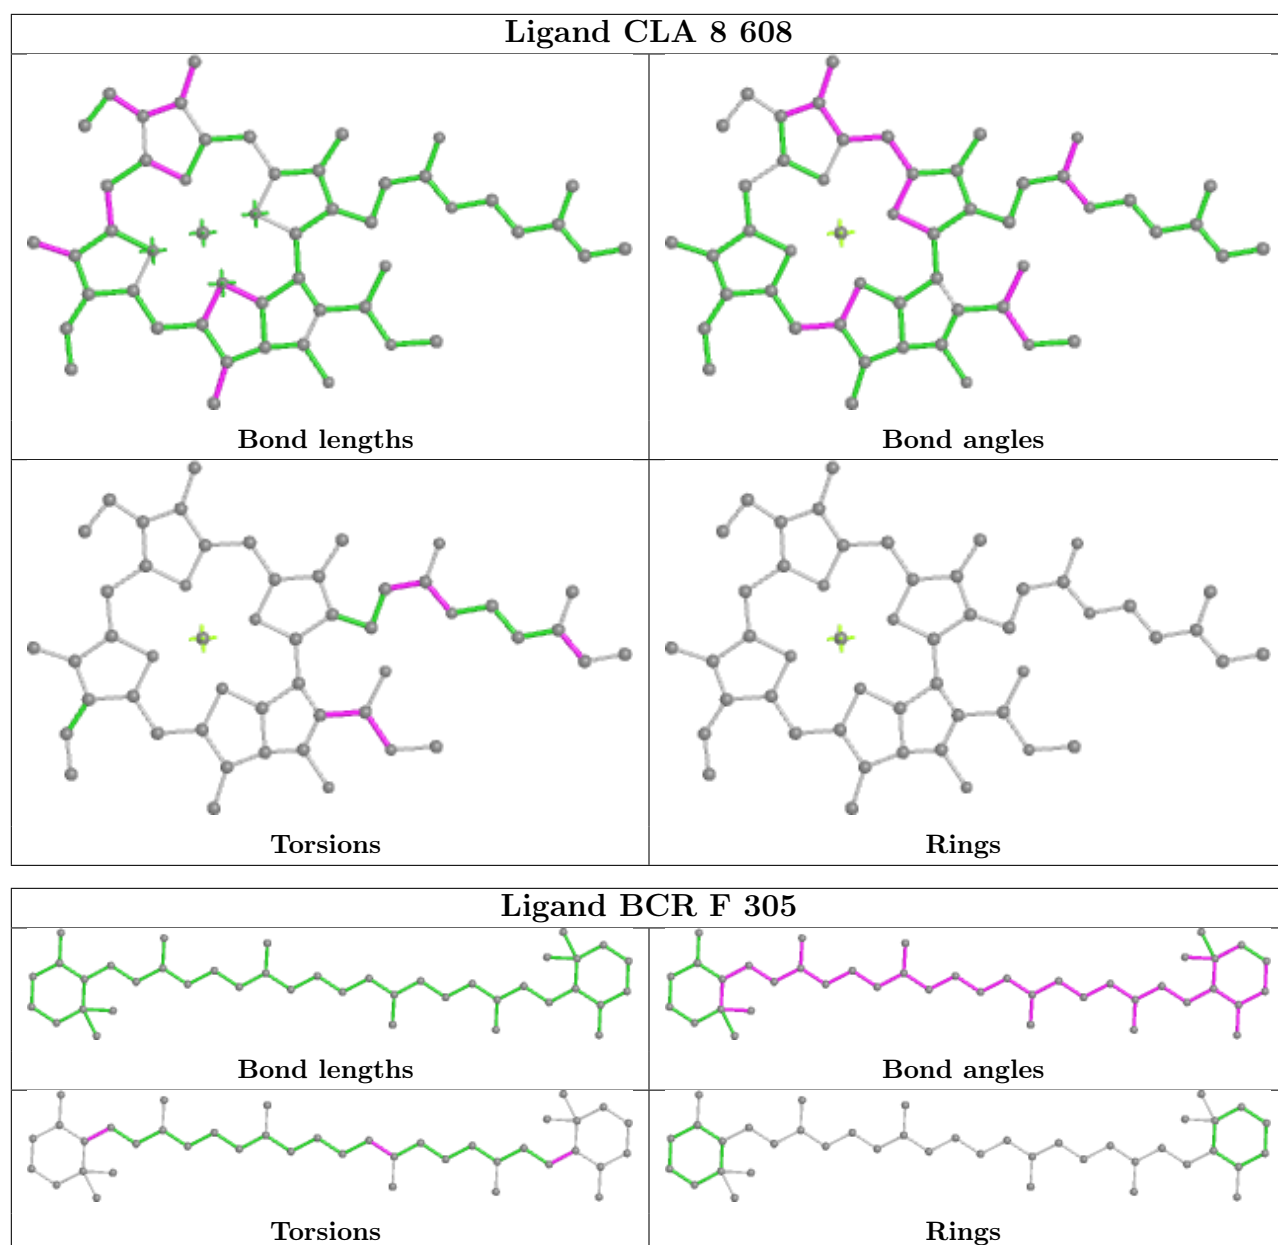 Ligand CLA 8 608
Bond lengths
Bond angles
Torsions
Rings
Ligand BCR F 305
Bond lengths
Bond angles
Torsions
Rings